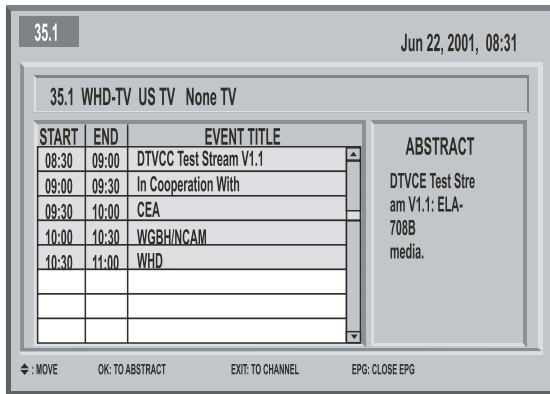 35.1
Jun 22, 2001, 08:31
35.1 WHD-TV US TV None TV
START END EVENT TITLE
08:30 09:00 DTVCC Test Stream V1.1
09:00 09:30 In Cooperation With
09:30 10:00 CEA
10:00 10:30 WGBH/NCAM
10:30 11:00 WHD
ABSTRACT
DTVCE Test Stre
am V1.1: ELA-
708B
media.
: MOVE OK: TO ABSTRACT EXIT: TO CHANNEL EPG: CLOSE EPG